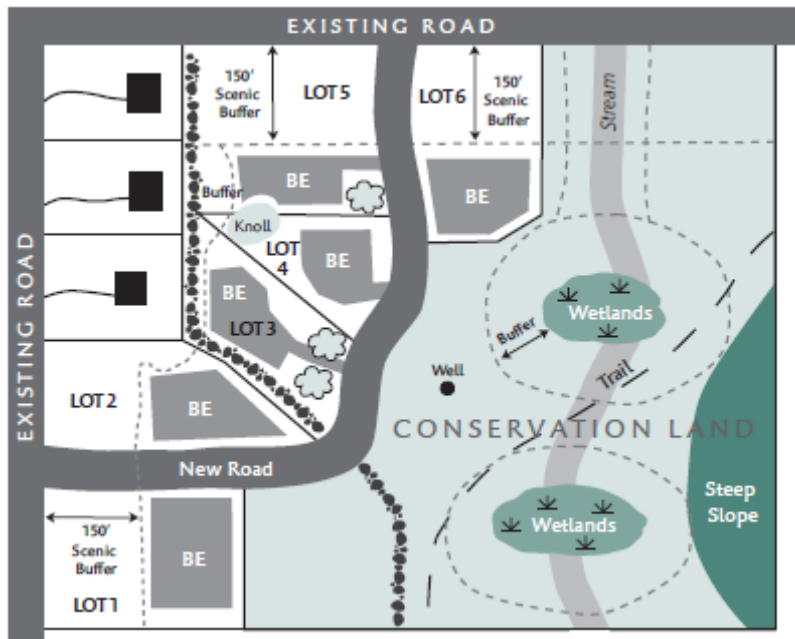 EXISTING ROAD
150'
Scenic
Buffer
LOT 5
LOT 6
150'
Scenic
Buffer
Stream
BE
Buffer
BE
Knoll
LOT
4
BE
EXISTING ROAD
BE
LOT 3
Wetlands
Buffer
Trail
Well
LOT 2
BE
CONSERVATION LAND
New Road
Steep
Slope
150'
Scenic
Buffer
BE
Wetlands
LOT 1